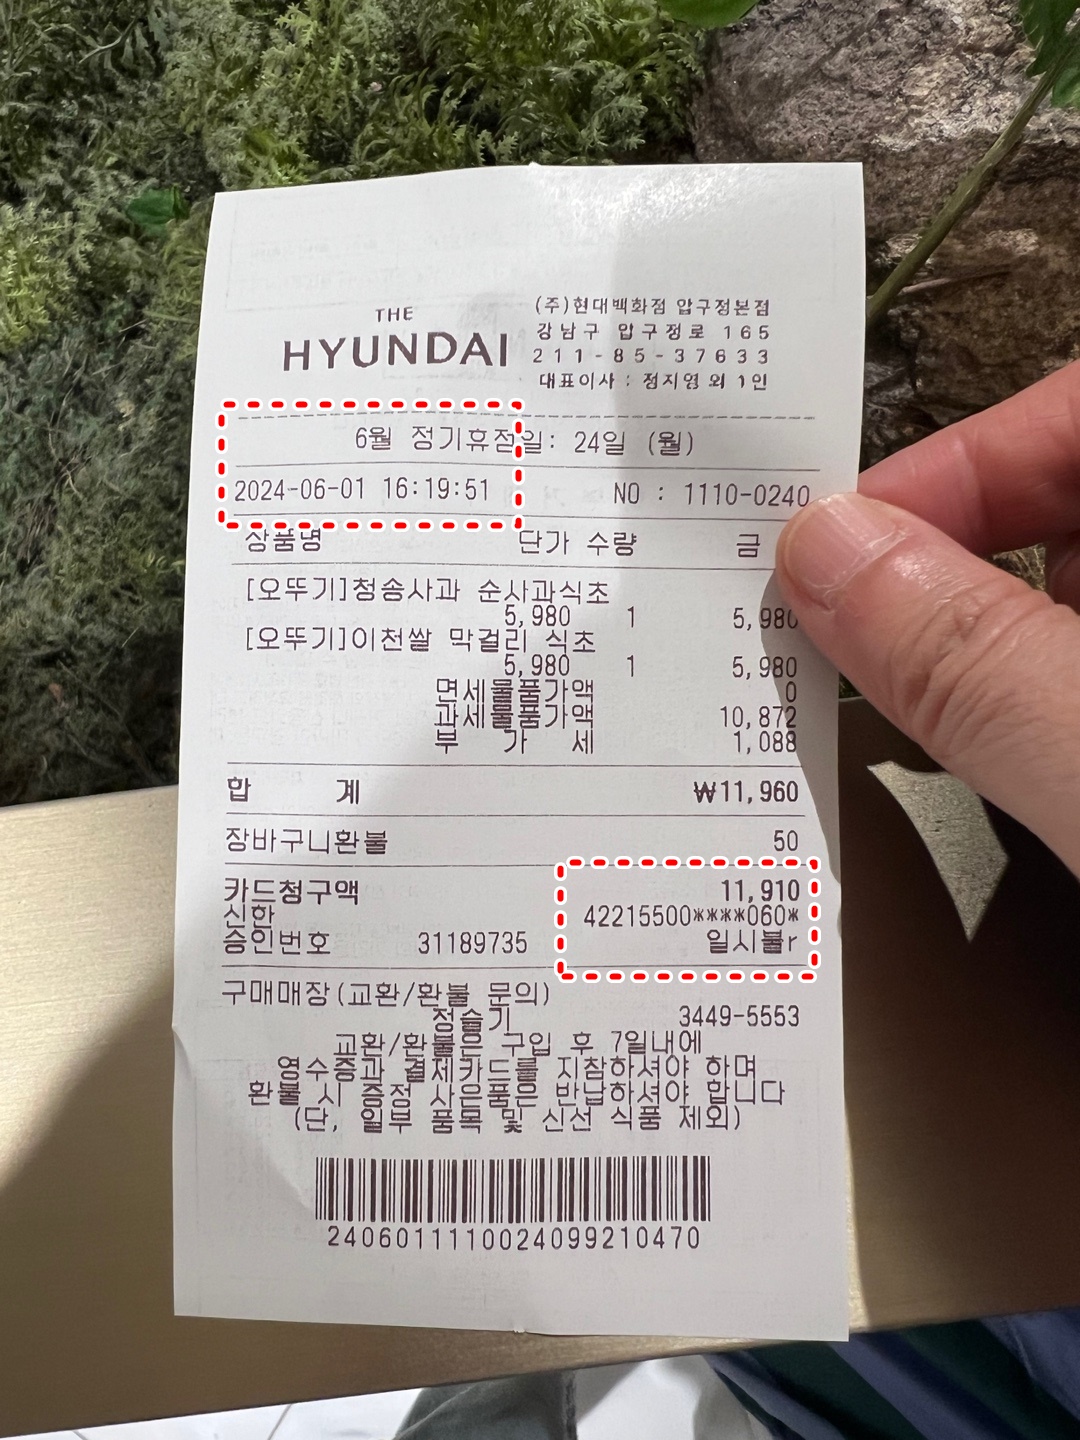 THE
HYUNDAI
(주)현대백화점 압구정본점
강남구 압구정로 165
211-85-37633
대표이사 : 정지영 외 1인
6월 정기휴점일: 24일 (월)
2024-06-01 16:19:51 NO : 1110-0240
상품명 단가 수량 금
[오뚜기]청송사과 순사과식초
5,980 1 5,980
[오뚜기]이천쌀 막걸리 식초
5,980 1 5,980
면세물품가액 0
과세물품가액 10,872
부 가 세 1,088
합 계 ₩11,960
장바구니환불 50
카드청구액 11,910
신한 42215500****060*
승인번호 31189735 일시불r
구매매장(교환/환불 문의)
정슬기 3449-5553
교환/환불은 구입 후 7일내에
영수증과 결제카드를 지참하셔야 하며
환불 시 증정 사은품은 반납하셔야 합니다
(단, 일부 품목 및 신선 식품 제외)
240601111002409921047​0